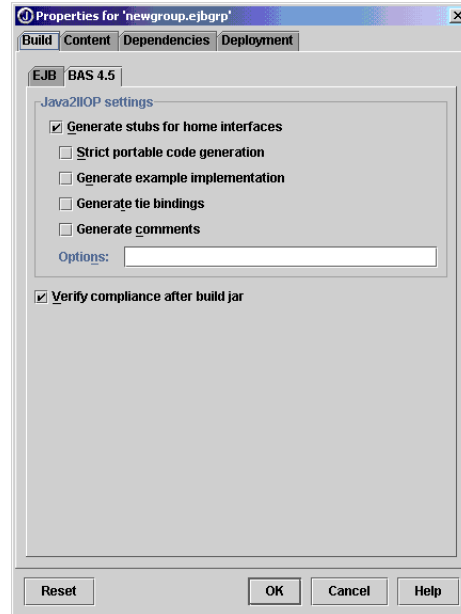 Properties for 'newgroup.ejbgrp'
Build Content Dependencies Deployment
EJB BAS 4.5
Java2IIOP settings
Generate stubs for home interfaces
Strict portable code generation
Generate example implementation
Generate tie bindings
Generate comments
Options:
Verify compliance after build jar
Reset OK Cancel Help